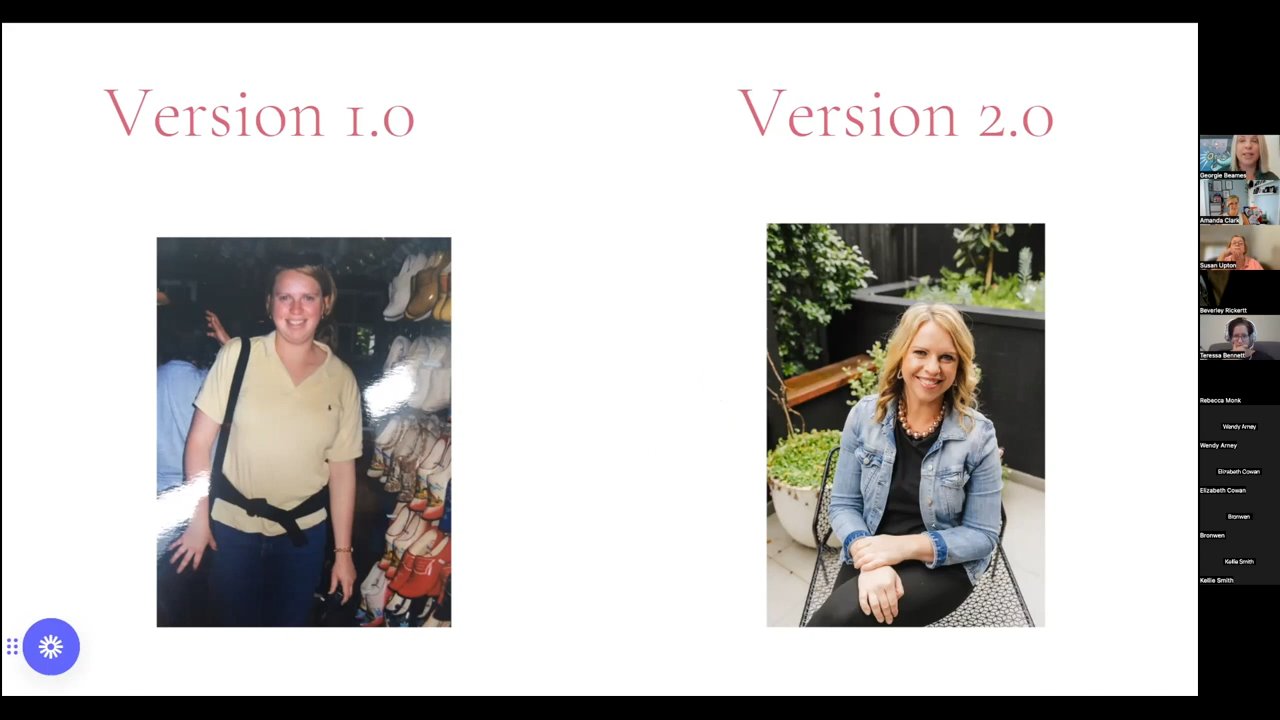 Version 1.0
Version 2.0
Georgie Beames
Amanda Clark
Susan Upton
Beverley Rickertt
Teressa Bennett
Rebecca Monk
Wendy Arney
Wendy Arney
Elizabeth Cowan
Elizabeth Cowan
Bronwen
Bronwen
Kellie Smith
Kellie Smith